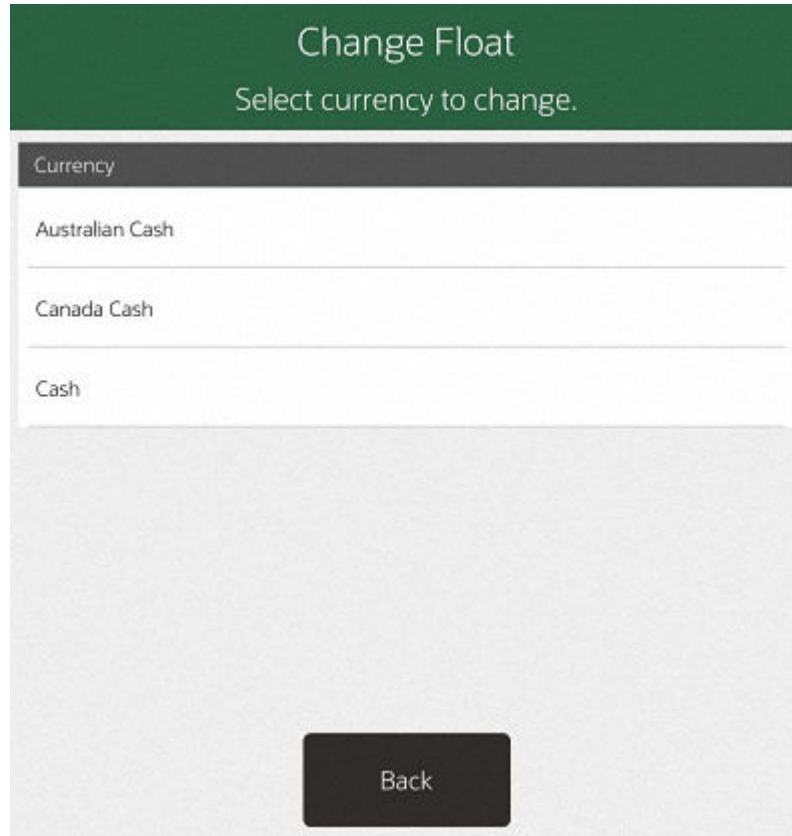 Change Float
Select currency to change.
Currency
Australian Cash
Canada Cash
Cash
Back